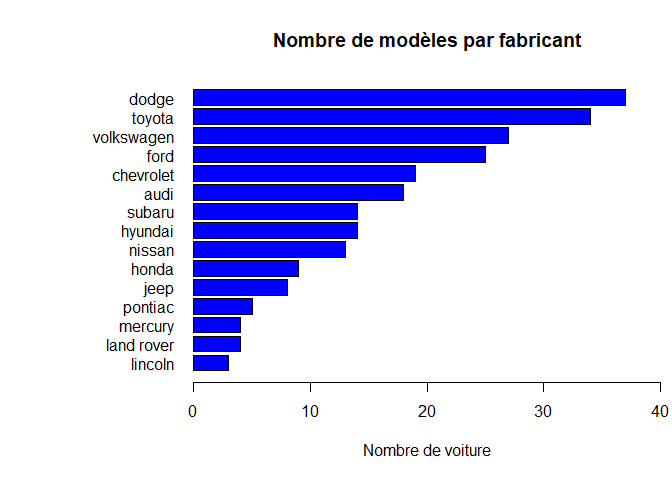 Nombre de modèles par fabricant
dodge
toyota
volkswagen
ford
chevrolet
audi
subaru
hyundai
nissan
honda
jeep
pontiac
mercury
land rover
lincoln
0 10 20 30 40
Nombre de voiture